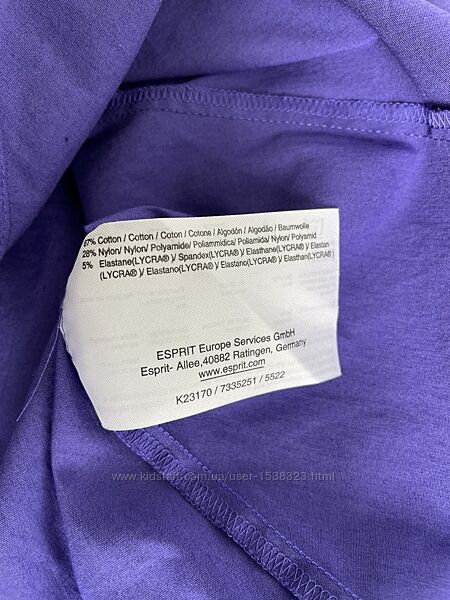 67% Cotton / Cotton / Coton / Cotone / Algodón / Algodão / Baumwolle
28% Nylon/ Nylon/ Polyamide/ Poliammidica/ Poliamida/ Nylon/ Polyamid
5% Elastane(LYCRA®)/ Spandex(LYCRA®)/ Elasthane(LYCRA®)/ Elastan
(LYCRA®)/ Elastano(LYCRA®)/ Elastano(LYCRA®)/ Elasthan(LYCRA®)
ESPRIT Europe Services GmbH
Esprit- Allee,40882 Ratingen, Germany
www.esprit.com
K23170 / 7335251 / 5522
www.kidstaff.com.ua/user-1538323.html